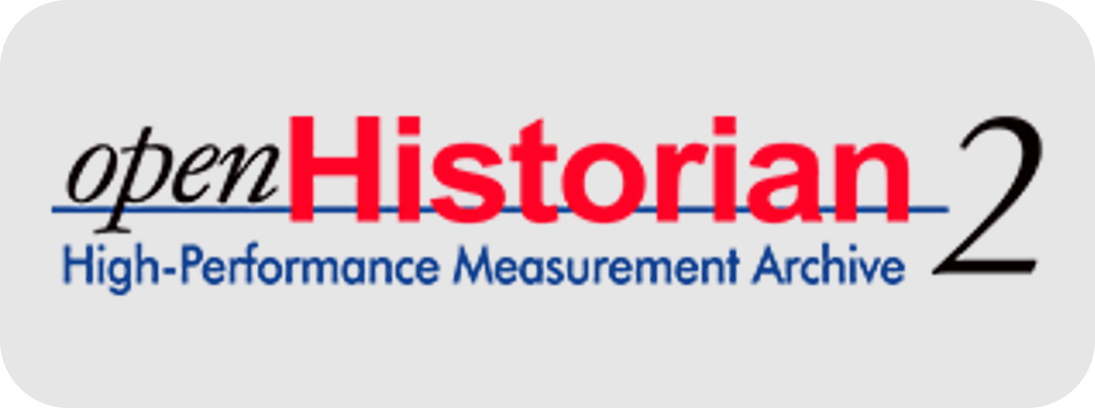 openHistorian 2
High-Performance Measurement Archive